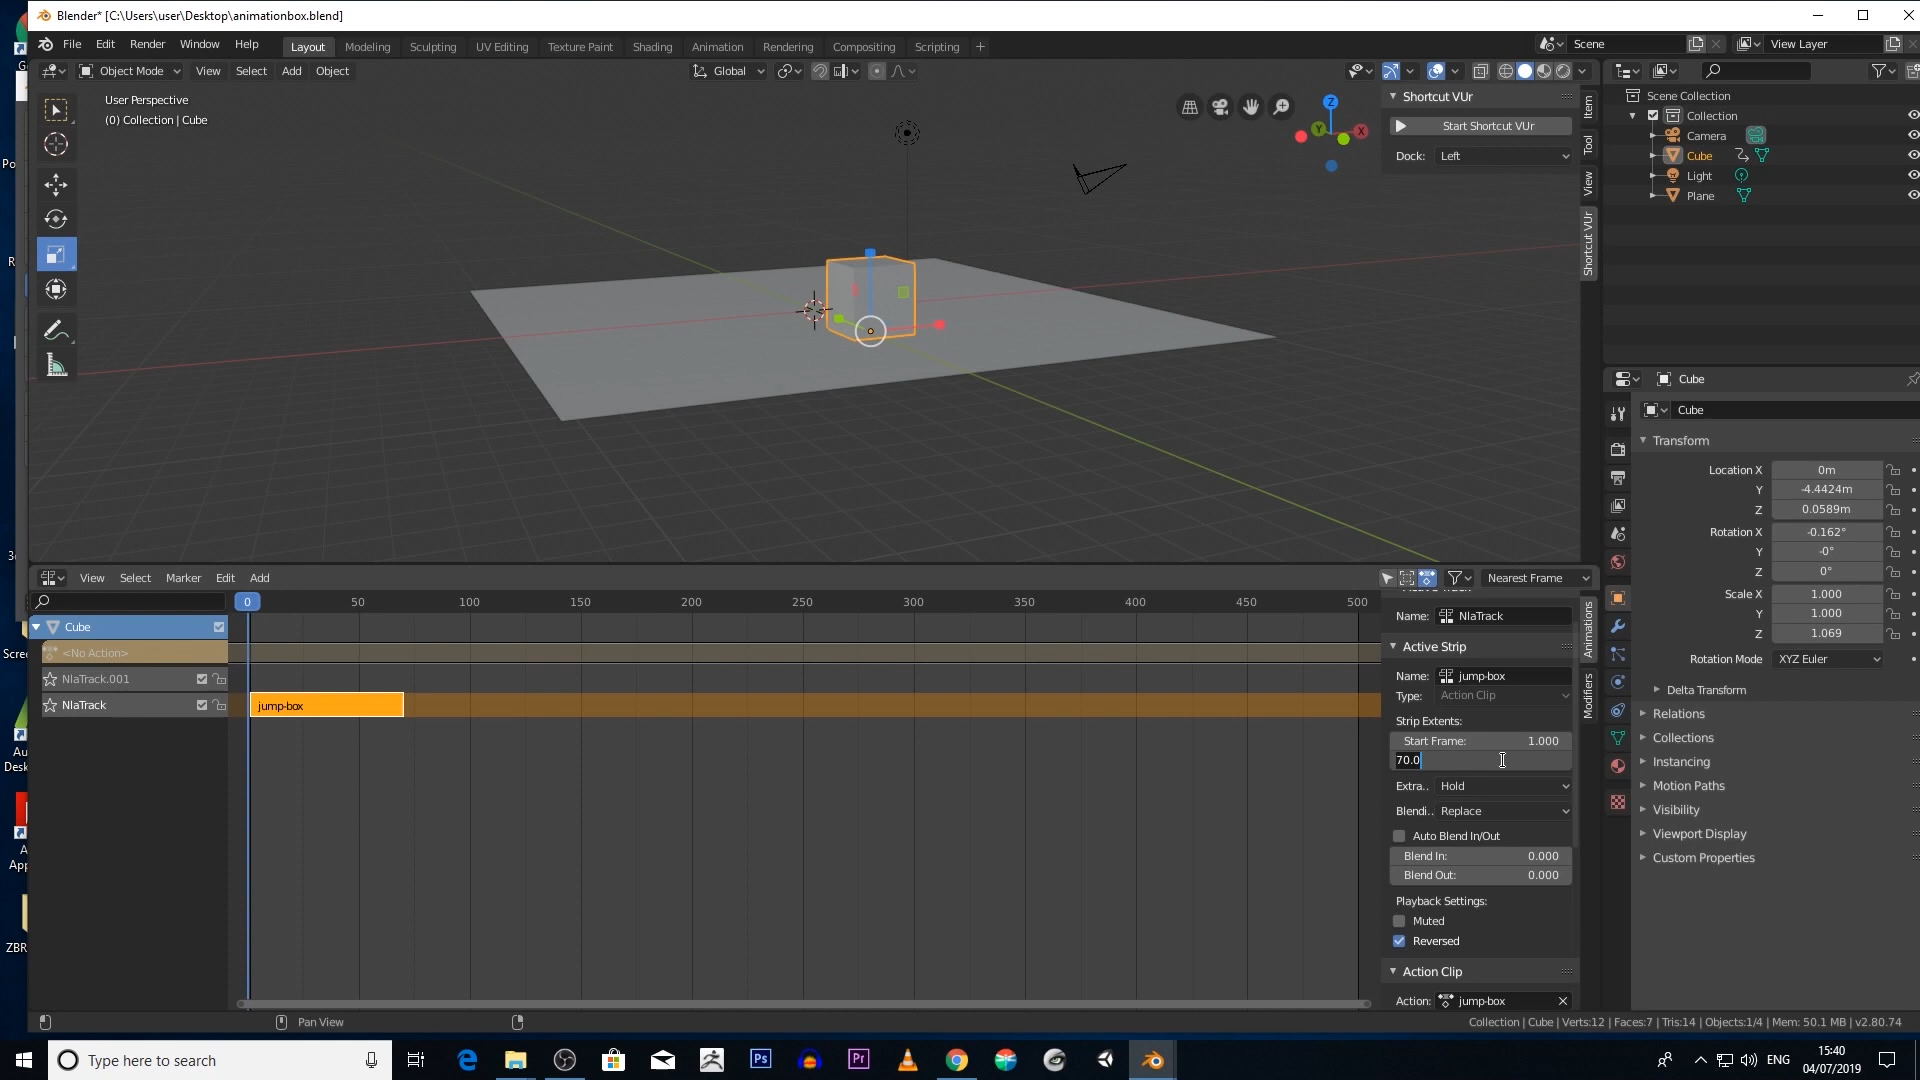 Blender* [C:\Users\user\Desktop\animationbox.blend]
File Edit Render Window Help Layout Modeling Sculpting UV Editing Texture Paint Shading Animation Rendering Compositing Scripting + Scene View Layer
Object Mode View Select Add Object Global
User Perspective
(0) Collection | Cube
Z
Y
X
Shortcut VUr
Start Shortcut VUr
Dock: Left
Item
Tool
View
Shortcut VUr
Scene Collection
Collection
Camera
Cube
Light
Plane
Cube
Cube
Transform
Location X 0m
Y -4.4424m
Z 0.0589m
Rotation X -0.162°
Y -0°
Z 0°
Scale X 1.000
Y 1.000
Z 1.069
Rotation Mode XYZ Euler
Delta Transform
Relations
Collections
Instancing
Motion Paths
Visibility
Viewport Display
Custom Properties
View Select Marker Edit Add Nearest Frame
0 50 100 150 200 250 300 350 400 450 500
Cube
<No Action>
NlaTrack.001
NlaTrack
jump-box
Name: NlaTrack
Active Strip
Name: jump-box
Type: Action Clip
Strip Extents:
Start Frame: 1.000
70.0
Extra.. Hold
Blendi.. Replace
Auto Blend In/Out
Blend In: 0.000
Blend Out: 0.000
Playback Settings:
Muted
Reversed
Action Clip
Action: jump-box
Animations
Modifiers
Pan View
Collection | Cube | Verts:12 | Faces:7 | Tris:14 | Objects:1/4 | Mem: 50.1 MB | v2.80.74
Type here to search
Ps
Pr
ENG
15:40
04/07/2019